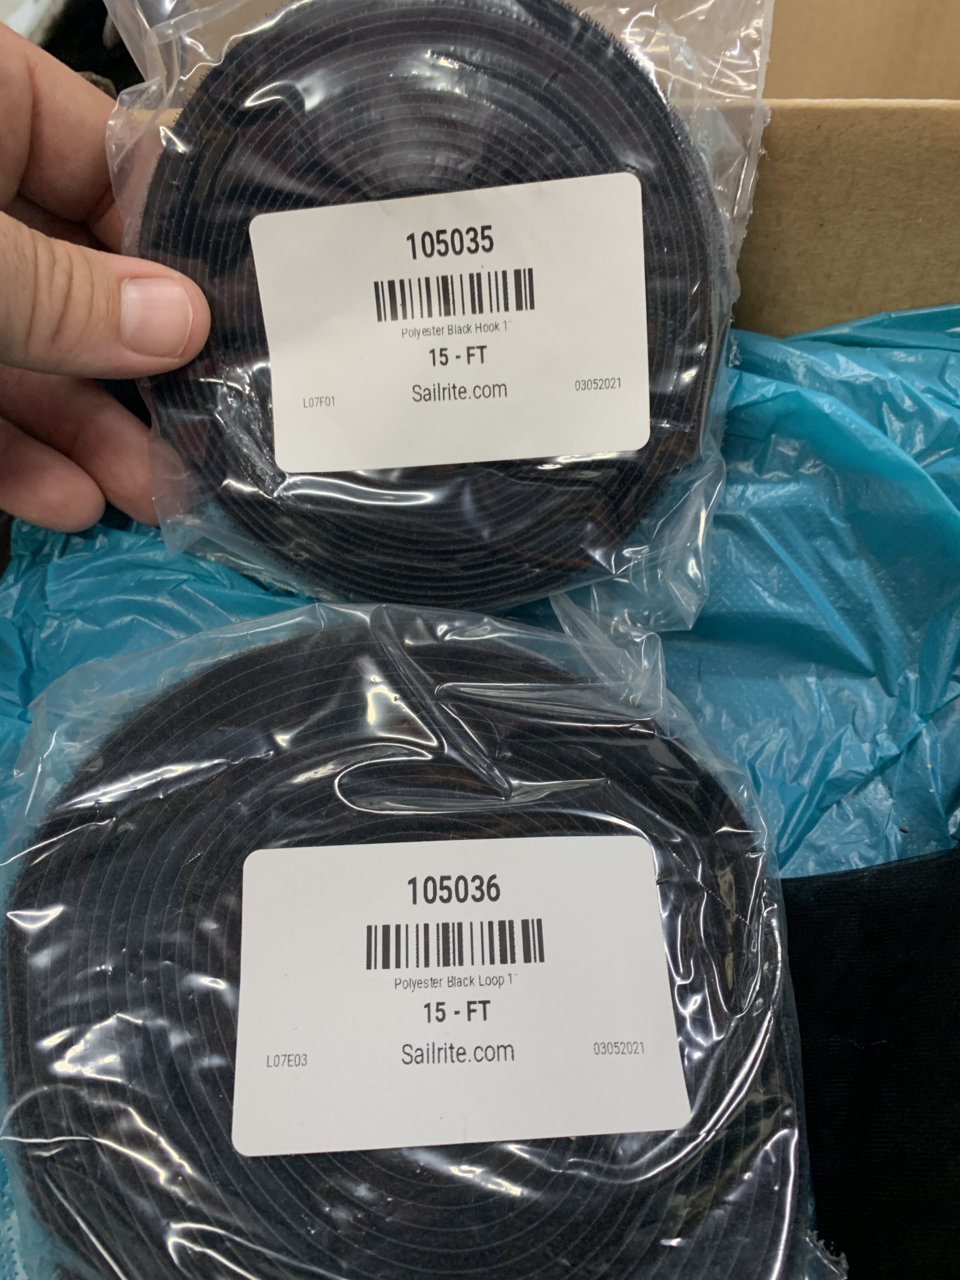 105035
Polyester Black Hook 1"
15 - FT
Sailrite.com
L07F01
03052021
105036
Polyester Black Loop 1"
15 - FT
Sailrite.com
L07E03
03052021